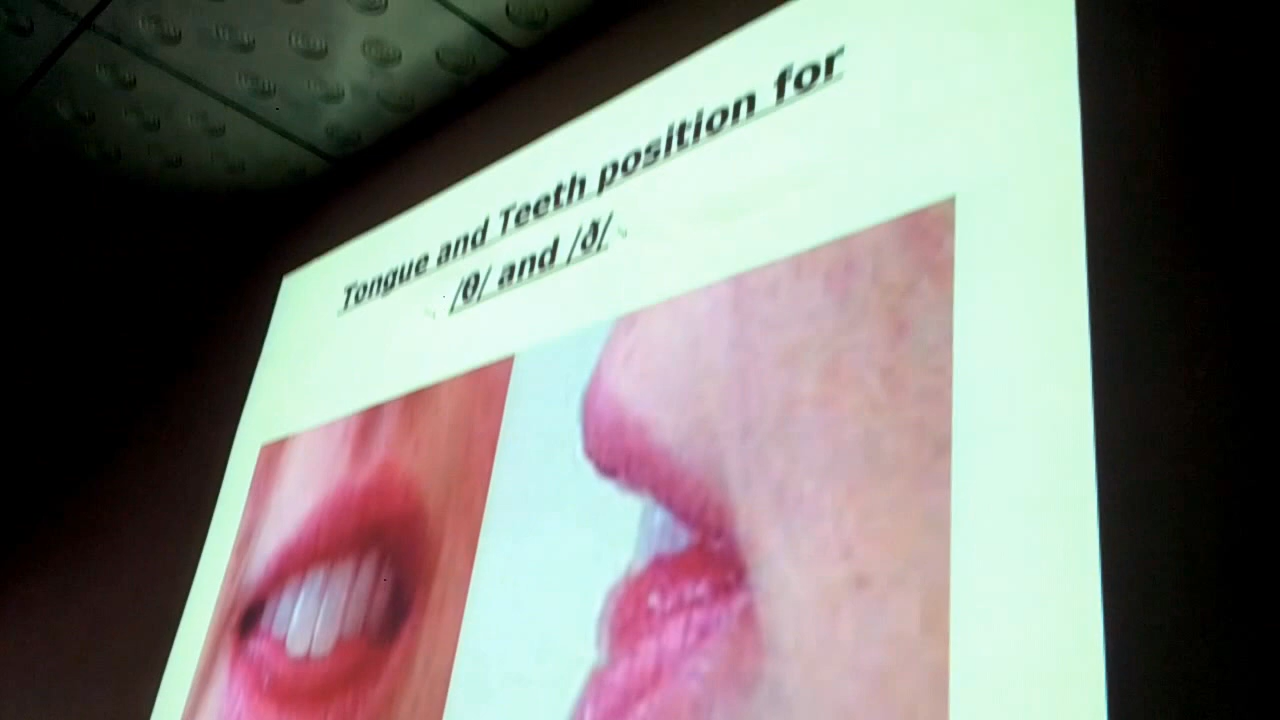 Tongue and Teeth position for
/θ/ and /ð/